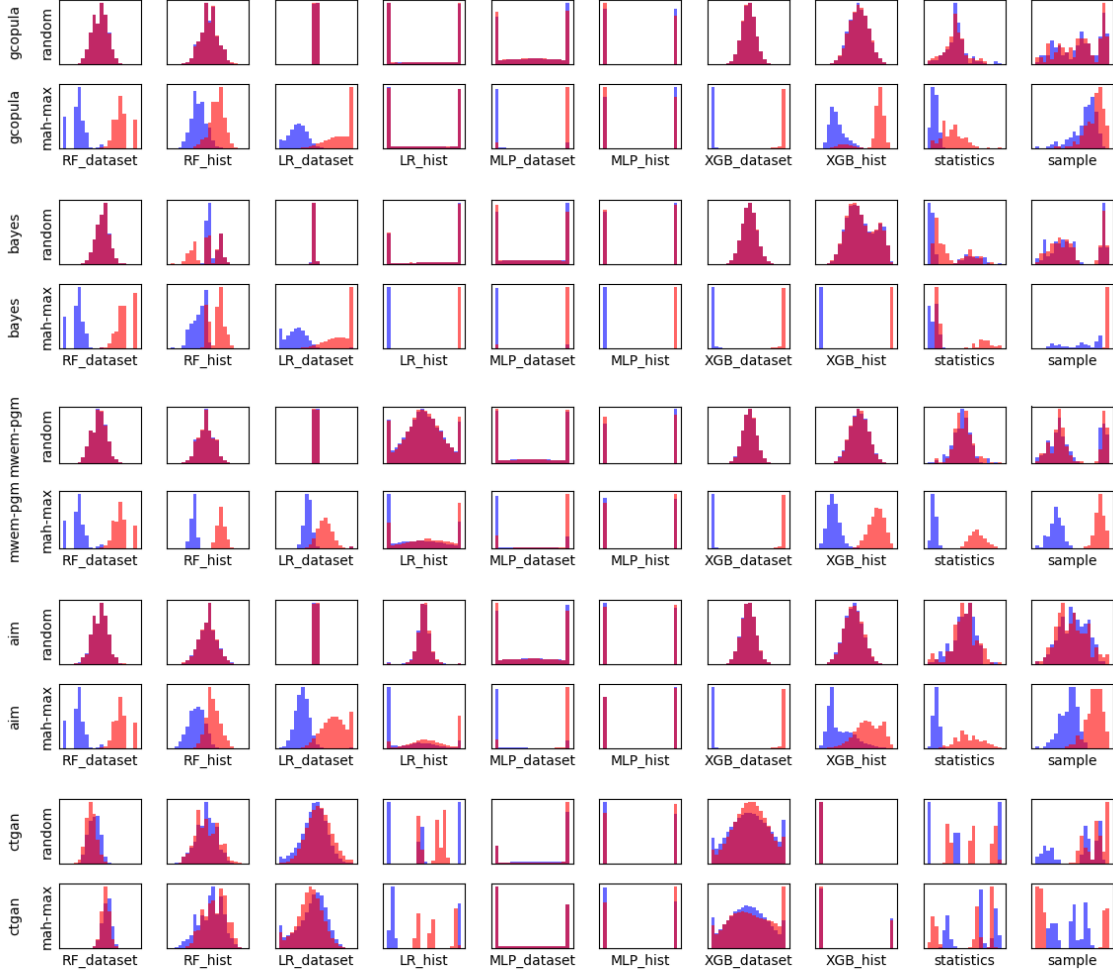 gcopula random
gcopula mah-max
RF_dataset RF_hist LR_dataset LR_hist MLP_dataset MLP_hist XGB_dataset XGB_hist statistics sample
bayes random
bayes mah-max
RF_dataset RF_hist LR_dataset LR_hist MLP_dataset MLP_hist XGB_dataset XGB_hist statistics sample
mwem-pgm random
mwem-pgm mah-max
RF_dataset RF_hist LR_dataset LR_hist MLP_dataset MLP_hist XGB_dataset XGB_hist statistics sample
aim random
aim mah-max
RF_dataset RF_hist LR_dataset LR_hist MLP_dataset MLP_hist XGB_dataset XGB_hist statistics sample
ctgan random
ctgan mah-max
RF_dataset RF_hist LR_dataset LR_hist MLP_dataset MLP_hist XGB_dataset XGB_hist statistics sample